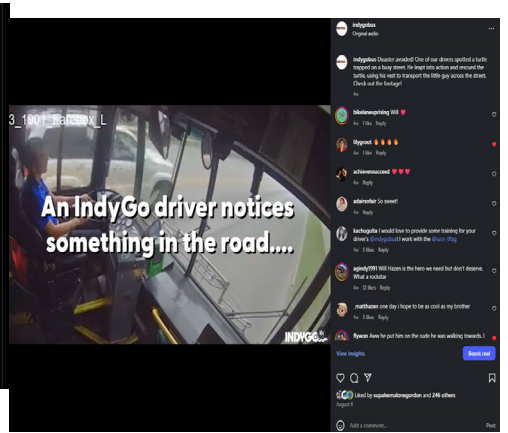 3_1901_Farebox_L
An IndyGo driver notices
something in the road....
INDYGO
indygobus
Original audio
indygobus Disaster avoided! One of our drivers spotted a turtle
trapped on a busy street. He leapt into action and rescued the
turtle, using his vest to transport the little guy across the street.
Check out the footage!
4w
bikelaneuprising Will ❤️
4w 1 like Reply
lilygroot 🔥🔥🔥🔥
4w 1 like Reply
achievensucceed ❤️❤️❤️
4w Reply
adairsofair So sweet!
4w Reply
kachugulta I would love to provide some training for your
driver's @indygobus! I work with the
4w 5 likes Reply
agindy1991 Will Hazen is the hero we need but don't deserve.
What a rockstar
4w 12 likes Reply
_matthazen one day i hope to be as cool as my brother
4w 3 likes Reply
flywon Aww he put him on the side he was walking towards. I
View insights
Boost reel
Liked by supalesmalonegordon and 246 others
August 6
Add a comment...
Post